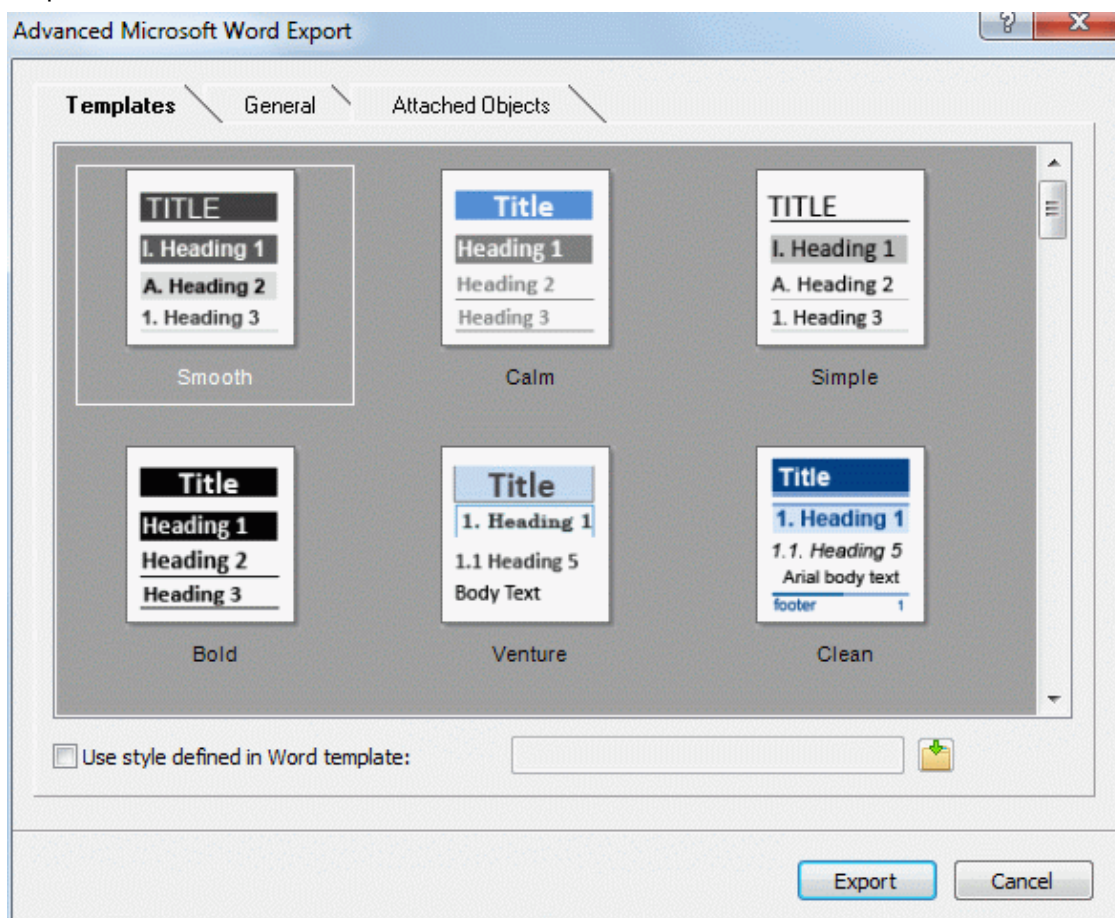 Advanced Microsoft Word Export
Templates General Attached Objects
TITLE
I. Heading 1
A. Heading 2
1. Heading 3
Smooth
Title
Heading 1
Heading 2
Heading 3
Calm
TITLE
I. Heading 1
A. Heading 2
1. Heading 3
Simple
Title
Heading 1
Heading 2
Heading 3
Bold
Title
1. Heading 1
1.1 Heading 5
Body Text
Venture
Title
1. Heading 1
1.1. Heading 5
Arial body text
footer 1
Clean
Use style defined in Word template:
Export Cancel